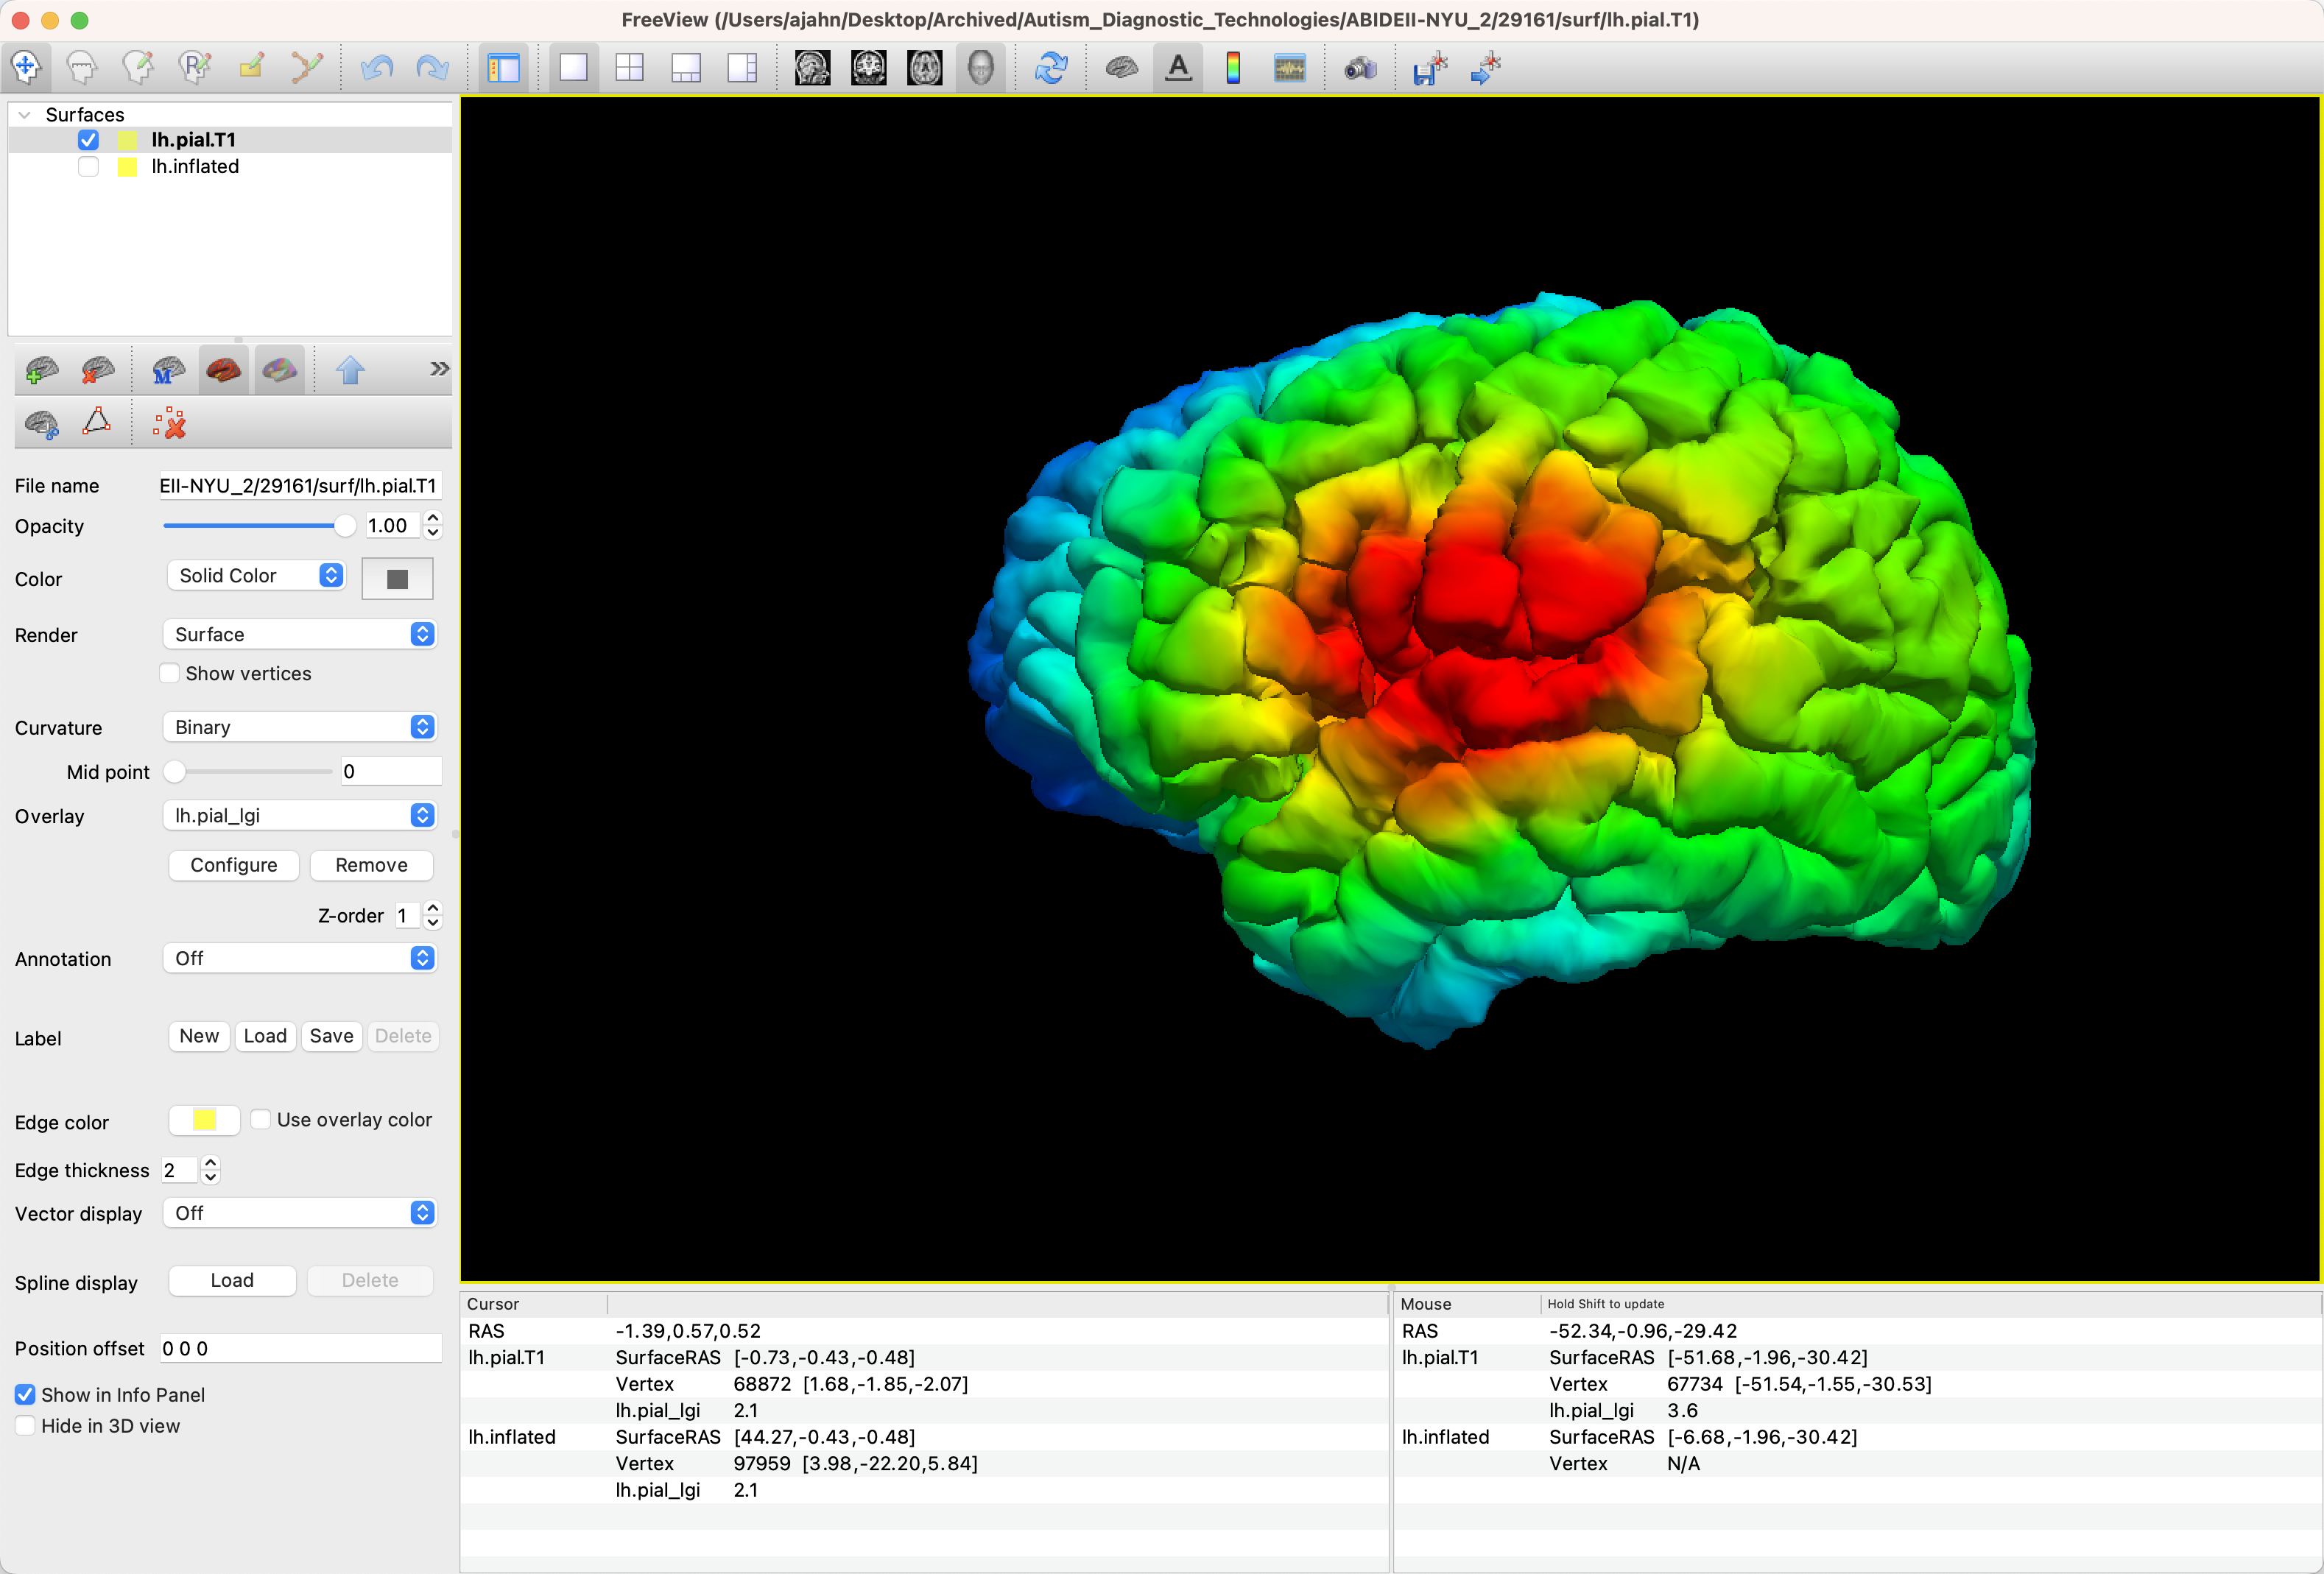 FreeView (/Users/ajahn/Desktop/Archived/Autism_Diagnostic_Technologies/ABIDEII-NYU_2/29161/surf/lh.pial.T1)
R
A
Surfaces
lh.pial.T1
lh.inflated
M
»
File name EII-NYU_2/29161/surf/lh.pial.T1
Opacity 1.00
Color Solid Color
Render Surface
Show vertices
Curvature Binary
Mid point 0
Overlay lh.pial_lgi
Configure Remove
Z-order 1
Annotation Off
Label New Load Save Delete
Edge color Use overlay color
Edge thickness 2
Vector display Off
Spline display Load Delete
Position offset 0 0 0
Show in Info Panel
Hide in 3D view
Cursor
RAS -1.39,0.57,0.52
lh.pial.T1 SurfaceRAS [-0.73,-0.43,-0.48]
Vertex 68872 [1.68,-1.85,-2.07]
lh.pial_lgi 2.1
lh.inflated SurfaceRAS [44.27,-0.43,-0.48]
Vertex 97959 [3.98,-22.20,5.84]
lh.pial_lgi 2.1
Mouse Hold Shift to update
RAS -52.34,-0.96,-29.42
lh.pial.T1 SurfaceRAS [-51.68,-1.96,-30.42]
Vertex 67734 [-51.54,-1.55,-30.53]
lh.pial_lgi 3.6
lh.inflated SurfaceRAS [-6.68,-1.96,-30.42]
Vertex N/A